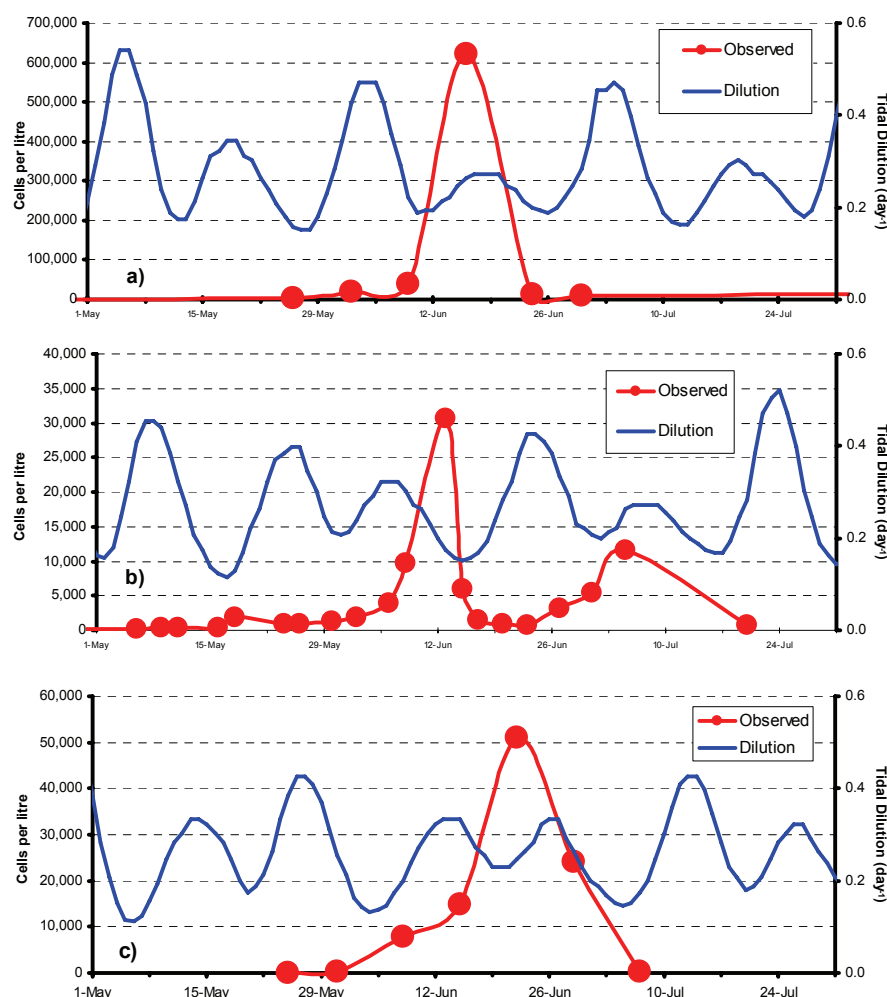 700,000
600,000
500,000
400,000
300,000
200,000
100,000
0
Cells per litre
0.6
0.4
0.2
0.0
Tidal Dilution (day⁻¹)
Observed
Dilution
a)
1-May
15-May
29-May
12-Jun
26-Jun
10-Jul
24-Jul
40,000
35,000
30,000
25,000
20,000
15,000
10,000
5,000
0
Cells per litre
0.6
0.4
0.2
0.0
Tidal Dilution (day⁻¹)
Observed
Dilution
b)
1-May
15-May
29-May
12-Jun
26-Jun
10-Jul
24-Jul
60,000
50,000
40,000
30,000
20,000
10,000
0
Cells per litre
0.6
0.4
0.2
0.0
Tidal Dilution (day⁻¹)
Observed
Dilution
c)
1-May
15-May
29-May
12-Jun
26-Jun
10-Jul
24-Jul